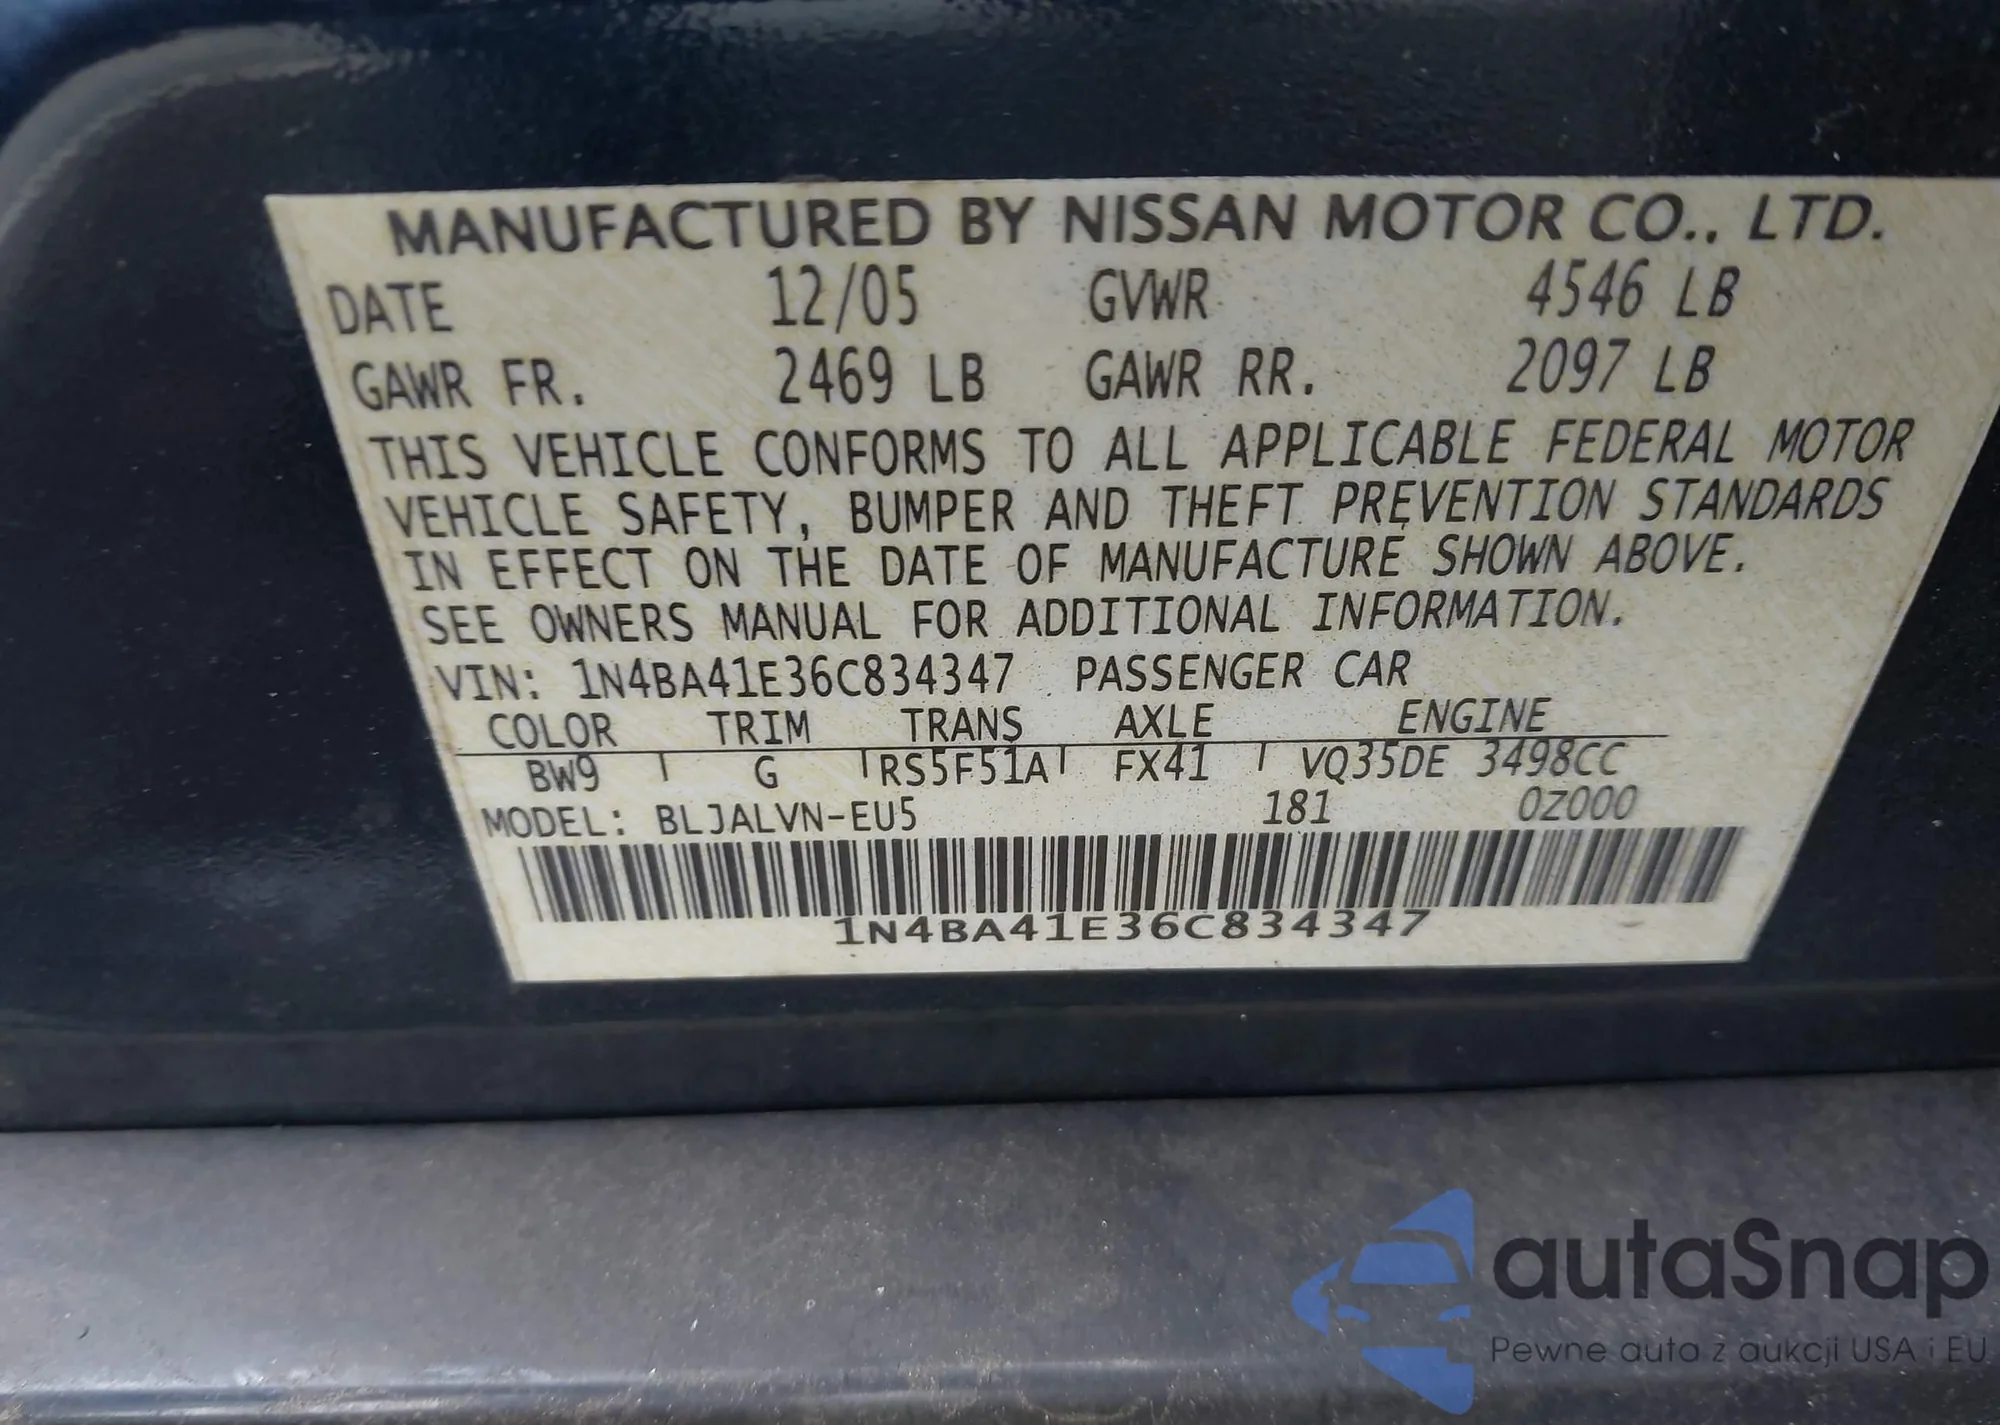 MANUFACTURED BY NISSAN MOTOR CO., LTD.
DATE 12/05 GVWR 4546 LB
GAWR FR. 2469 LB GAWR RR. 2097 LB
THIS VEHICLE CONFORMS TO ALL APPLICABLE FEDERAL MOTOR
VEHICLE SAFETY, BUMPER AND THEFT PREVENTION STANDARDS
IN EFFECT ON THE DATE OF MANUFACTURE SHOWN ABOVE.
SEE OWNERS MANUAL FOR ADDITIONAL INFORMATION.
VIN: 1N4BA41E36C834347 PASSENGER CAR
COLOR TRIM TRANS AXLE ENGINE
BW9 G RS5F51A FX41 VQ35DE 3498CC
MODEL: BLJALVN-EU5 181 0Z000
1N4BA41E36C834347
autaSnap
Pewne auta z aukcji USA i EU